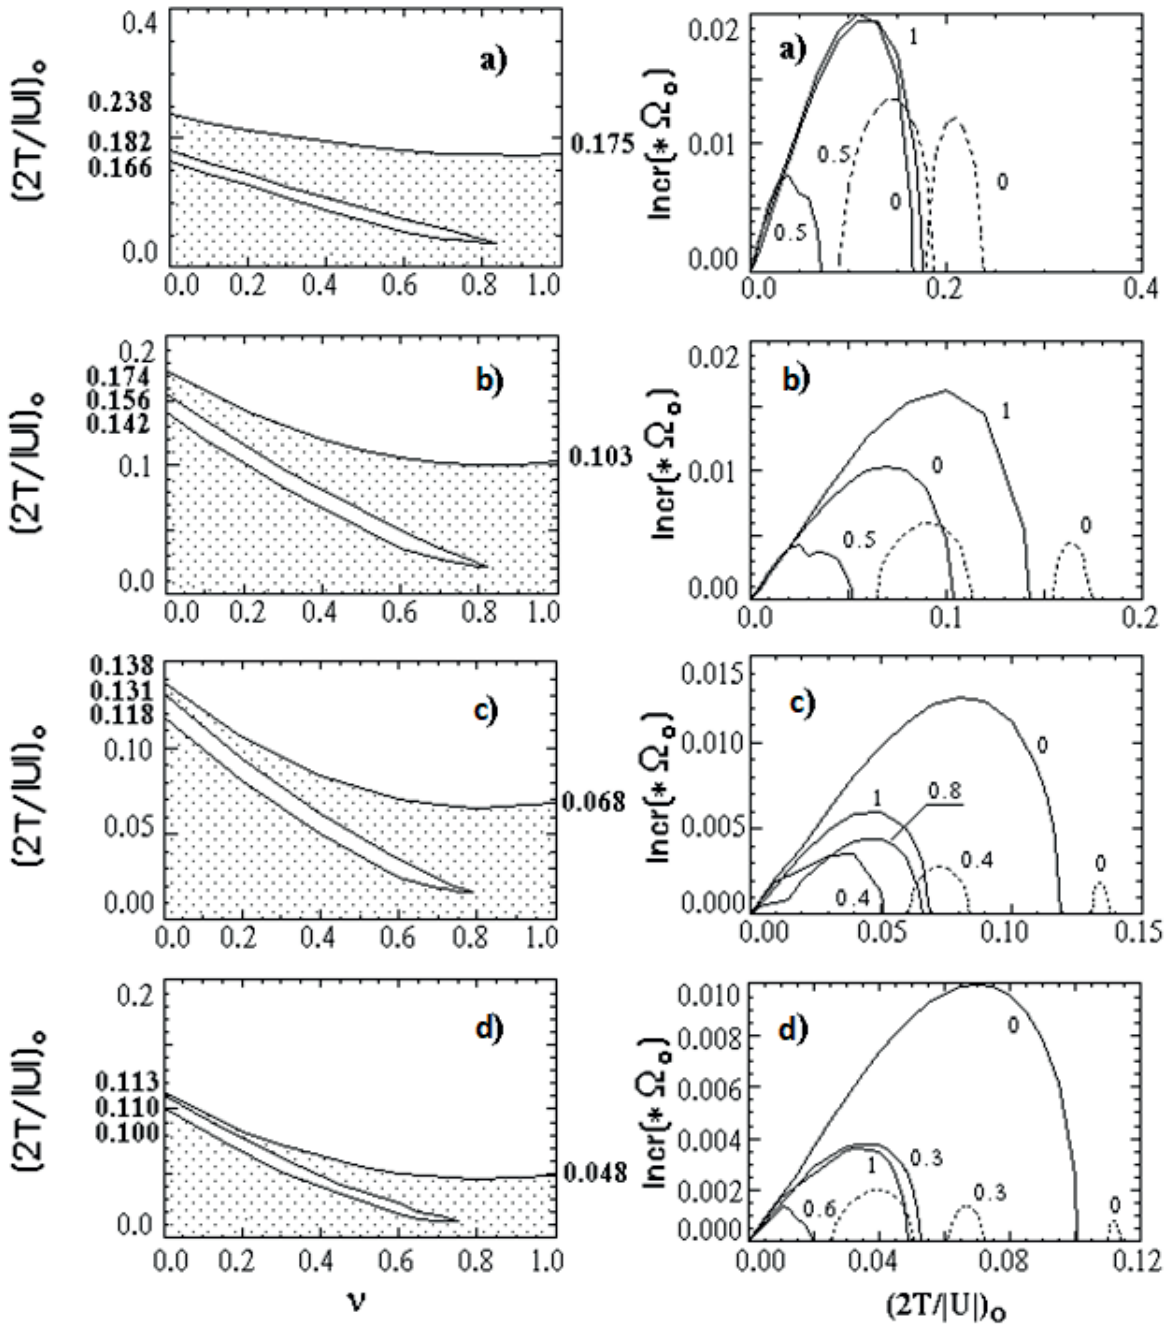 (2T/|U|)o
0.4
0.238
0.182
0.166
0.0
a)
0.175
0.0 0.2 0.4 0.6 0.8 1.0
Incr(* Ωo)
0.02
0.01
0.00
a)
1
0.5
0
0
0.5
0.0 0.2 0.4
(2T/|U|)o
0.2
0.174
0.156
0.142
0.1
0.0
b)
0.103
0.0 0.2 0.4 0.6 0.8 1.0
Incr(* Ωo)
0.02
0.01
0.00
b)
1
0
0.5
0
0.0 0.1 0.2
(2T/|U|)o
0.138
0.131
0.118
0.10
0.05
0.00
c)
0.068
0.0 0.2 0.4 0.6 0.8 1.0
Incr(* Ωo)
0.015
0.010
0.005
0.000
c)
0
0.8
1
0.4
0
0.4
0.00 0.05 0.10 0.15
(2T/|U|)o
0.2
0.113
0.110
0.100
0.0
d)
0.048
0.0 0.2 0.4 0.6 0.8 1.0
ν
Incr(* Ωo)
0.010
0.008
0.006
0.004
0.002
0.000
d)
0
0.3
1
0.6
0.3
0
0.00 0.04 0.08 0.12
(2T/|U|)o